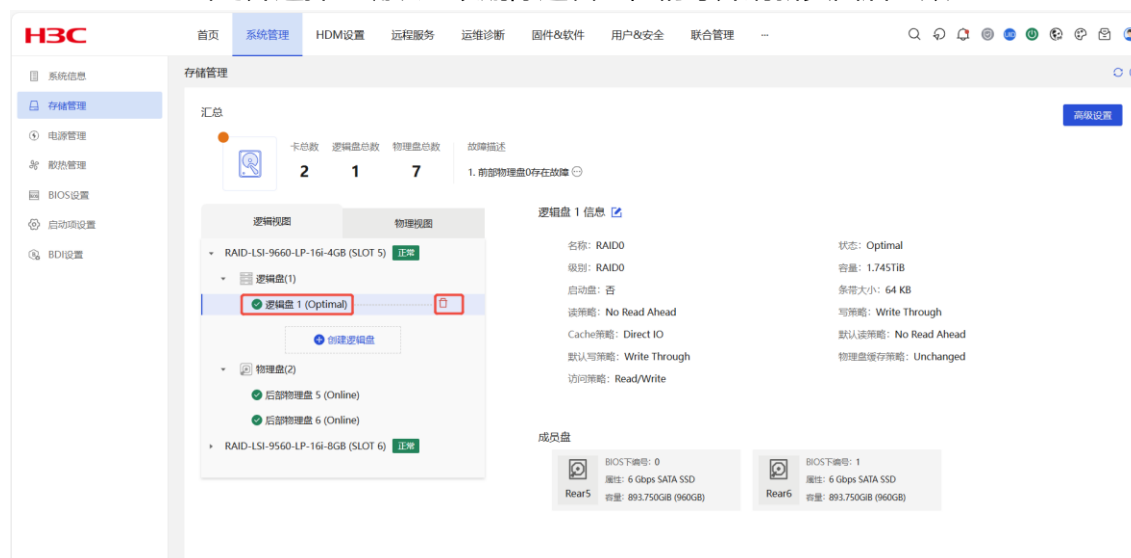 H3C
首页 系统管理 HDM设置 远程服务 运维诊断 固件&软件 用户&安全 联合管理 ···
UID
系统信息
存储管理
电源管理
散热管理
BIOS设置
启动项设置
BDI设置
存储管理
汇总
高级设置
卡总数 逻辑盘总数 物理盘总数 故障描述
2 1 7 1. 前部物理盘0存在故障
逻辑视图 物理视图
RAID-LSI-9660-LP-16i-4GB (SLOT 5) 正常
逻辑盘(1)
逻辑盘 1 (Optimal)
创建逻辑盘
物理盘(2)
后部物理盘 5 (Online)
后部物理盘 6 (Online)
RAID-LSI-9560-LP-16i-8GB (SLOT 6) 正常
逻辑盘 1 信息
名称: RAID0 状态: Optimal
级别: RAID0 容量: 1.745TiB
启动盘: 否 条带大小: 64 KB
读策略: No Read Ahead 写策略: Write Through
Cache策略: Direct IO 默认读策略: No Read Ahead
默认写策略: Write Through 物理盘缓存策略: Unchanged
访问策略: Read/Write
成员盘
Rear5
BIOS下编号: 0
属性: 6 Gbps SATA SSD
容量: 893.750GiB (960GB)
Rear6
BIOS下编号: 1
属性: 6 Gbps SATA SSD
容量: 893.750GiB (960GB)